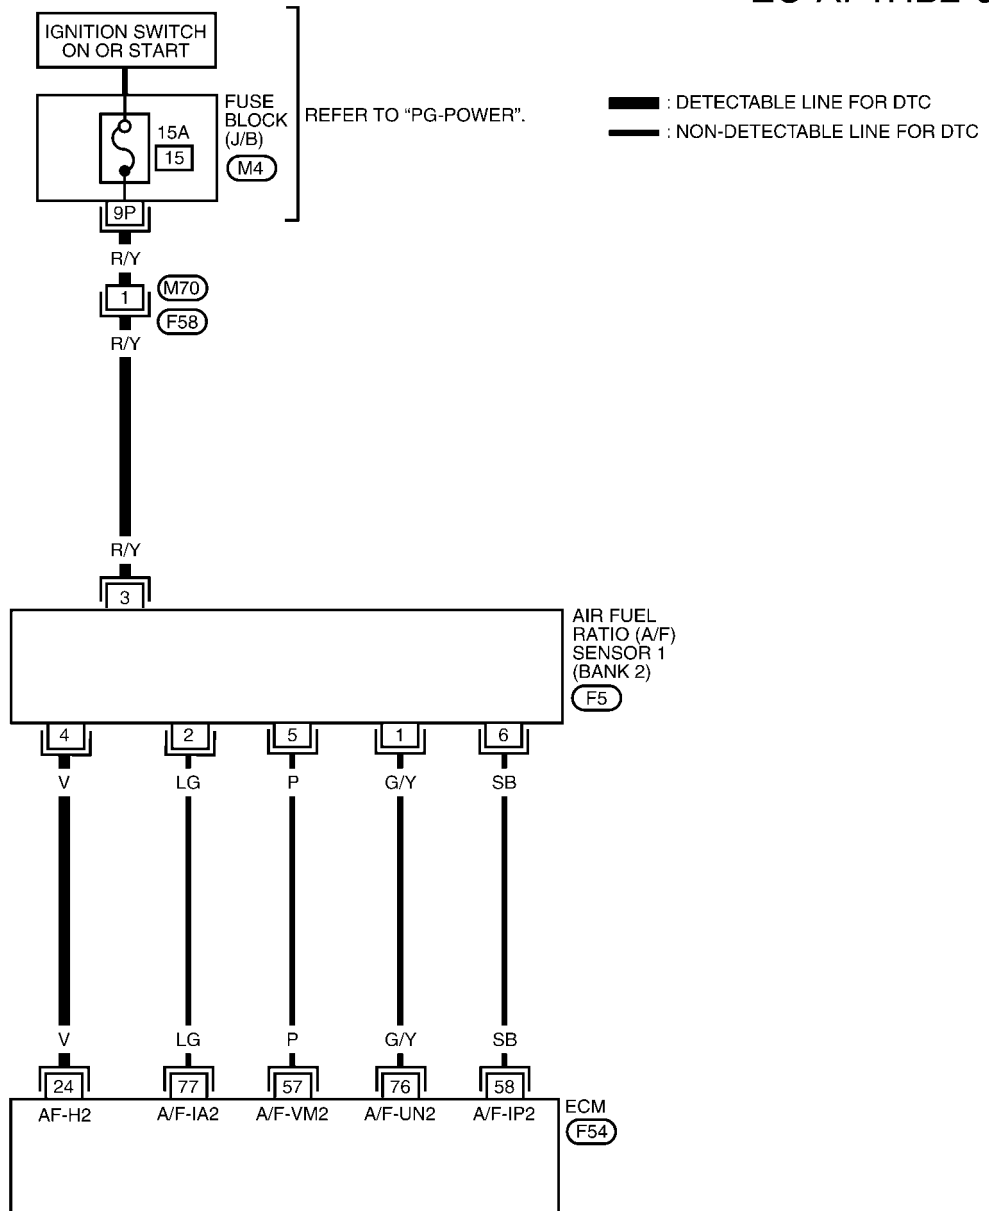 IGNITION SWITCH
ON OR START
FUSE
BLOCK
(J/B)
M4
15A
15
REFER TO "PG-POWER".
: DETECTABLE LINE FOR DTC
: NON-DETECTABLE LINE FOR DTC
9P
R/Y
1
M70
F58
R/Y
R/Y
3
AIR FUEL
RATIO (A/F)
SENSOR 1
(BANK 2)
F5
4 2 5 1 6
V LG P G/Y SB
V LG P G/Y SB
24 77 57 76 58
AF-H2 A/F-IA2 A/F-VM2 A/F-UN2 A/F-IP2
ECM
F54